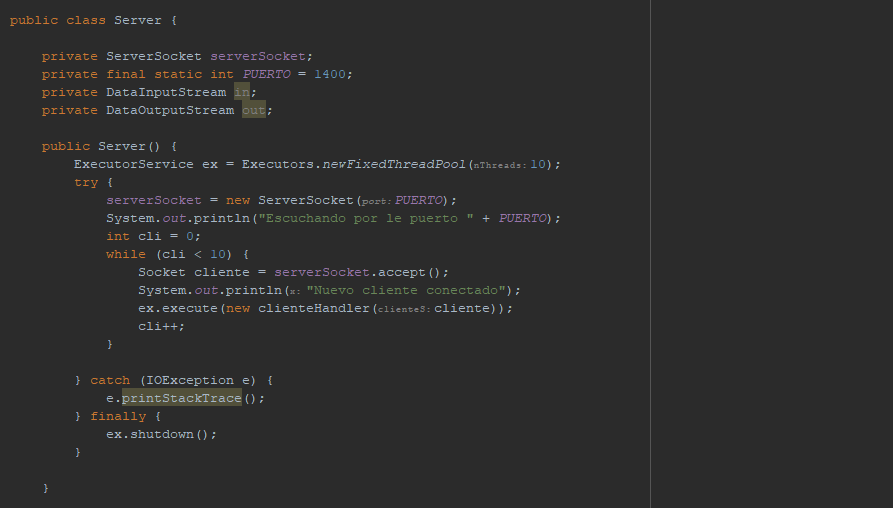 public class Server {
private ServerSocket serverSocket;
private final static int PUERTO = 1400;
private DataInputStream in;
private DataOutputStream out;
public Server() {
ExecutorService ex = Executors.newFixedThreadPool( nThreads: 10);
try {
serverSocket = new ServerSocket( port: PUERTO);
System.out.println("Escuchando por le puerto " + PUERTO);
int cli = 0;
while (cli < 10) {
Socket cliente = serverSocket.accept();
System.out.println( x: "Nuevo cliente conectado");
ex.execute(new clienteHandler( clienteS: cliente));
cli++;
}
} catch (IOException e) {
e.printStackTrace();
} finally {
ex.shutdown();
}
}